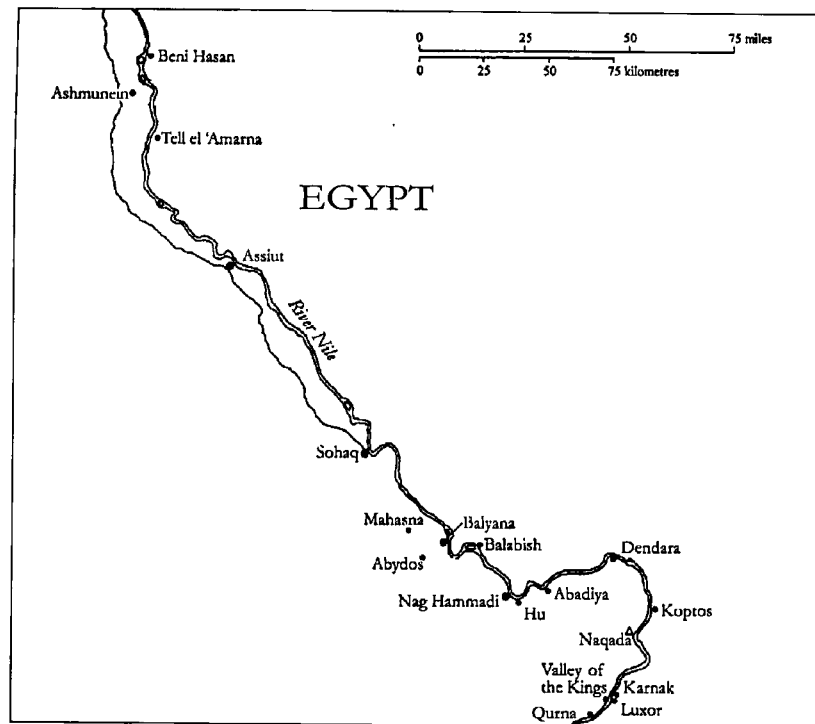 0 25 50 75 miles
0 25 50 75 kilometres
Beni Hasan
Ashmunein
Tell el 'Amarna
EGYPT
Assiut
River Nile
Sohaq
Mahasna
Balyana
Balabish
Abydos
Dendara
Nag Hammadi
Hu
Abadiya
Koptos
Naqada
Valley of
the Kings
Karnak
Qurna
Luxor